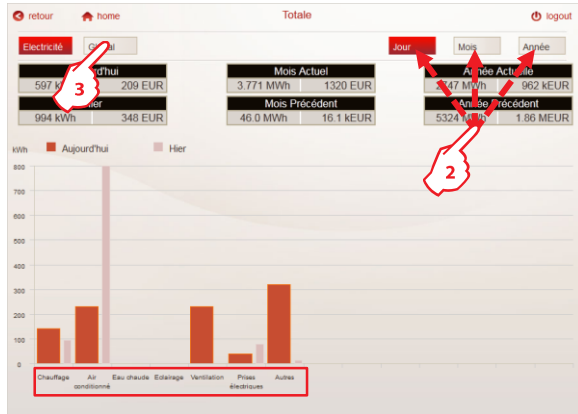 retour home Totale logout
Electricité Jour Mois Année
3 2
Mois Actuel
597 209 EUR 3.771 MWh 1320 EUR 962 kEUR
Mois Précédent
994 kWh 348 EUR 46.0 MWh 16.1 kEUR 5324 1.86 MEUR
kWh Aujourd'hui Hier
800
700
600
500
400
300
200
100
0
Chauffage Air conditionné Eau chaude Eclairage Ventilation Prises électriques Autres